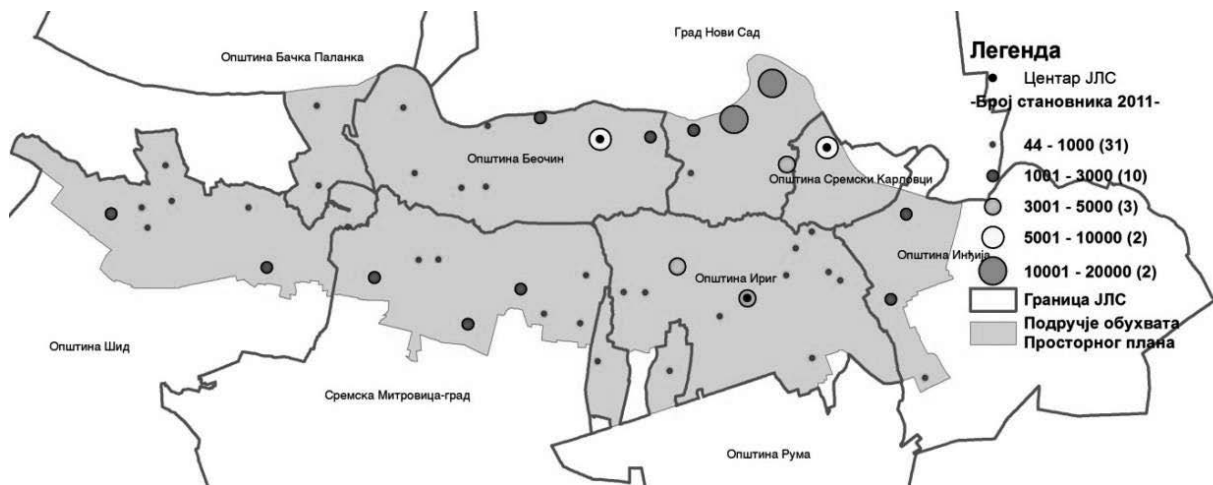 Град Нови Сад
Општина Бачка Паланка
Општина Беочин
Општина Сремски Карловци
Општина Инђија
Општина Ириг
Општина Шид
Сремска Митровица-град
Општина Рума
Легенда
Центар ЈЛС
-Број становника 2011-
44 - 1000 (31)
1001 - 3000 (10)
3001 - 5000 (3)
5001 - 10000 (2)
10001 - 20000 (2)
Граница ЈЛС
Подручје обухвата
Просторног плана